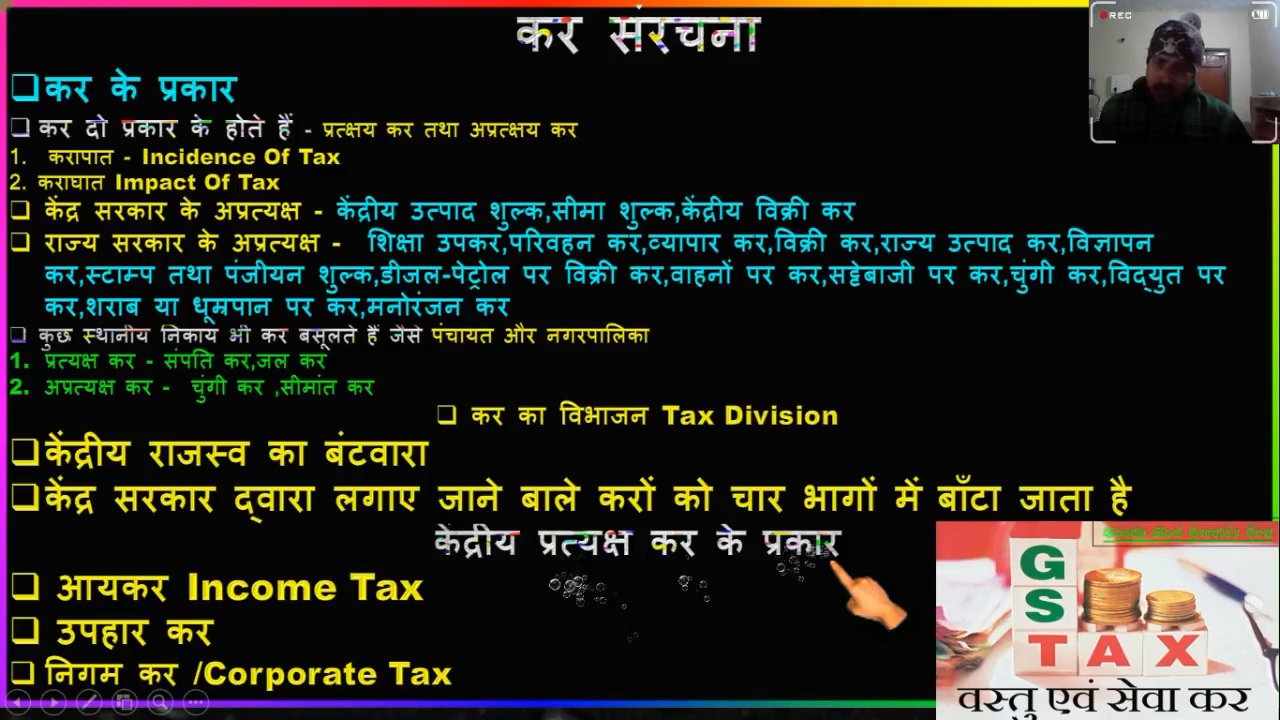 कर संरचना
REC
❑कर के प्रकार
❑ कर दो प्रकार के होते हैं - प्रत्क्षय कर तथा अप्रत्क्षय कर
1. करापात - Incidence Of Tax
2. कराघात Impact Of Tax
❑ केंद्र सरकार के अप्रत्यक्ष - केंद्रीय उत्पाद शुल्क,सीमा शुल्क,केंद्रीय विक्री कर
❑ राज्य सरकार के अप्रत्यक्ष - शिक्षा उपकर,परिवहन कर,व्यापार कर,विक्री कर,राज्य उत्पाद कर,विज्ञापन
कर,स्टाम्प तथा पंजीयन शुल्क,डीजल-पेट्रोल पर विक्री कर,वाहनों पर कर,सट्टेबाजी पर कर,चुंगी कर,विद्युत पर
कर,शराब या धूम्रपान पर कर,मनोरंजन कर
❑ कुछ स्थानीय निकाय भी कर बसूलते हैं जैसे पंचायत और नगरपालिका
1. प्रत्यक्ष कर - संपति कर,जल कर
2. अप्रत्यक्ष कर - चुंगी कर ,सीमांत कर
❑ कर का विभाजन Tax Division
❑केंद्रीय राजस्व का बंटवारा
❑केंद्र सरकार द्वारा लगाए जाने बाले करों को चार भागों में बाँटा जाता है
केंद्रीय प्रत्यक्ष कर के प्रकार
❑ आयकर Income Tax
❑ उपहार कर
❑ निगम कर /Corporate Tax
G
S
TAX
वस्तु एवं सेवा कर